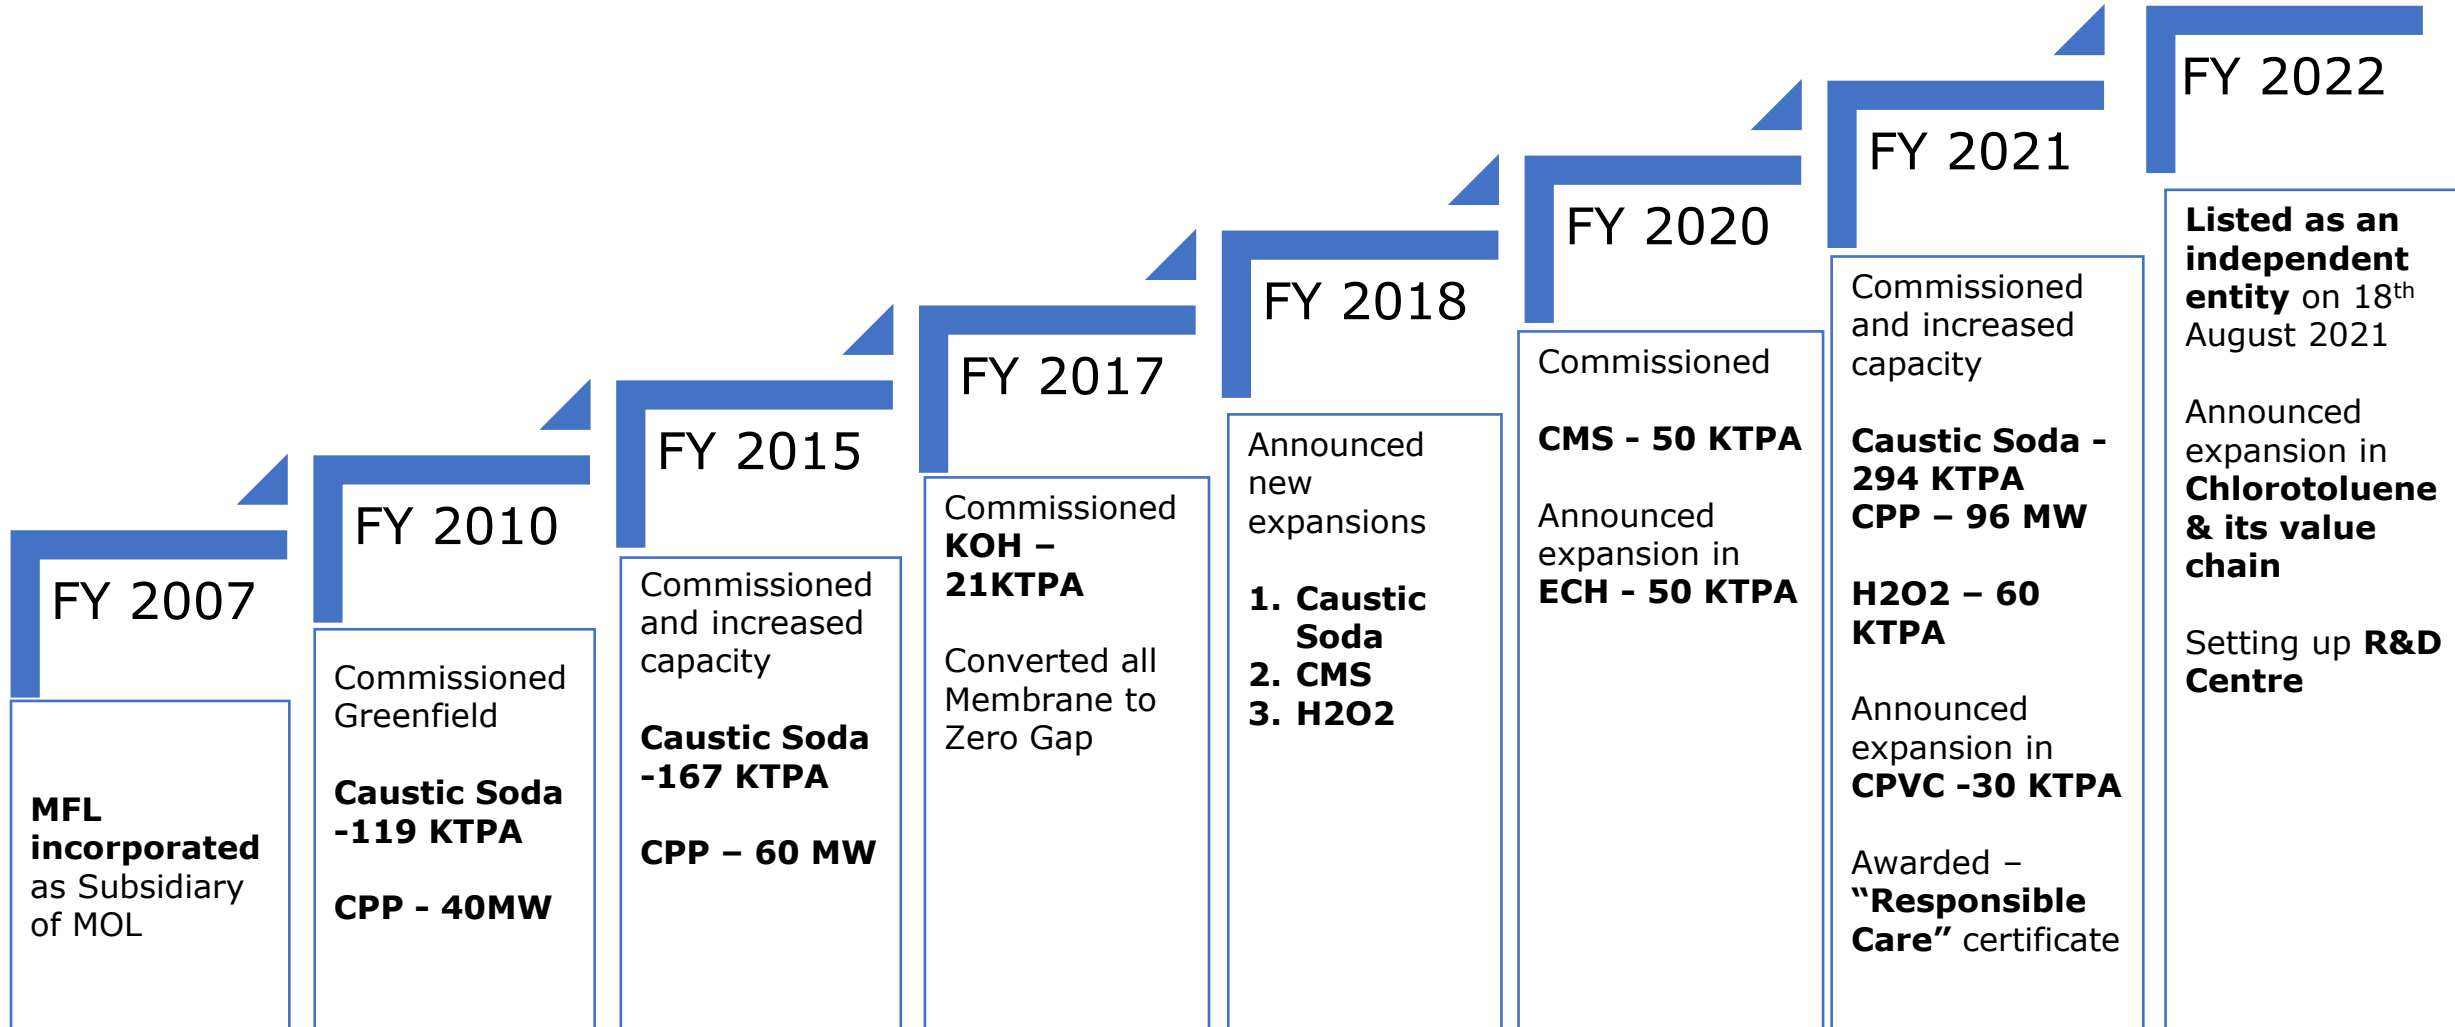 FY 2007
MFL
incorporated
as Subsidiary
of MOL
FY 2010
Commissioned
Greenfield
Caustic Soda
-119 KTPA
CPP - 40MW
FY 2015
Commissioned
and increased
capacity
Caustic Soda
-167 KTPA
CPP – 60 MW
FY 2017
Commissioned
KOH –
21KTPA
Converted all
Membrane to
Zero Gap
FY 2018
Announced
new
expansions
1. Caustic
Soda
2. CMS
3. H2O2
FY 2020
Commissioned
CMS - 50 KTPA
Announced
expansion in
ECH - 50 KTPA
FY 2021
Commissioned
and increased
capacity
Caustic Soda -
294 KTPA
CPP – 96 MW
H2O2 – 60
KTPA
Announced
expansion in
CPVC -30 KTPA
Awarded –
“Responsible
Care” certificate
FY 2022
Listed as an
independent
entity on 18th
August 2021
Announced
expansion in
Chlorotoluene
& its value
chain
Setting up R&D
Centre